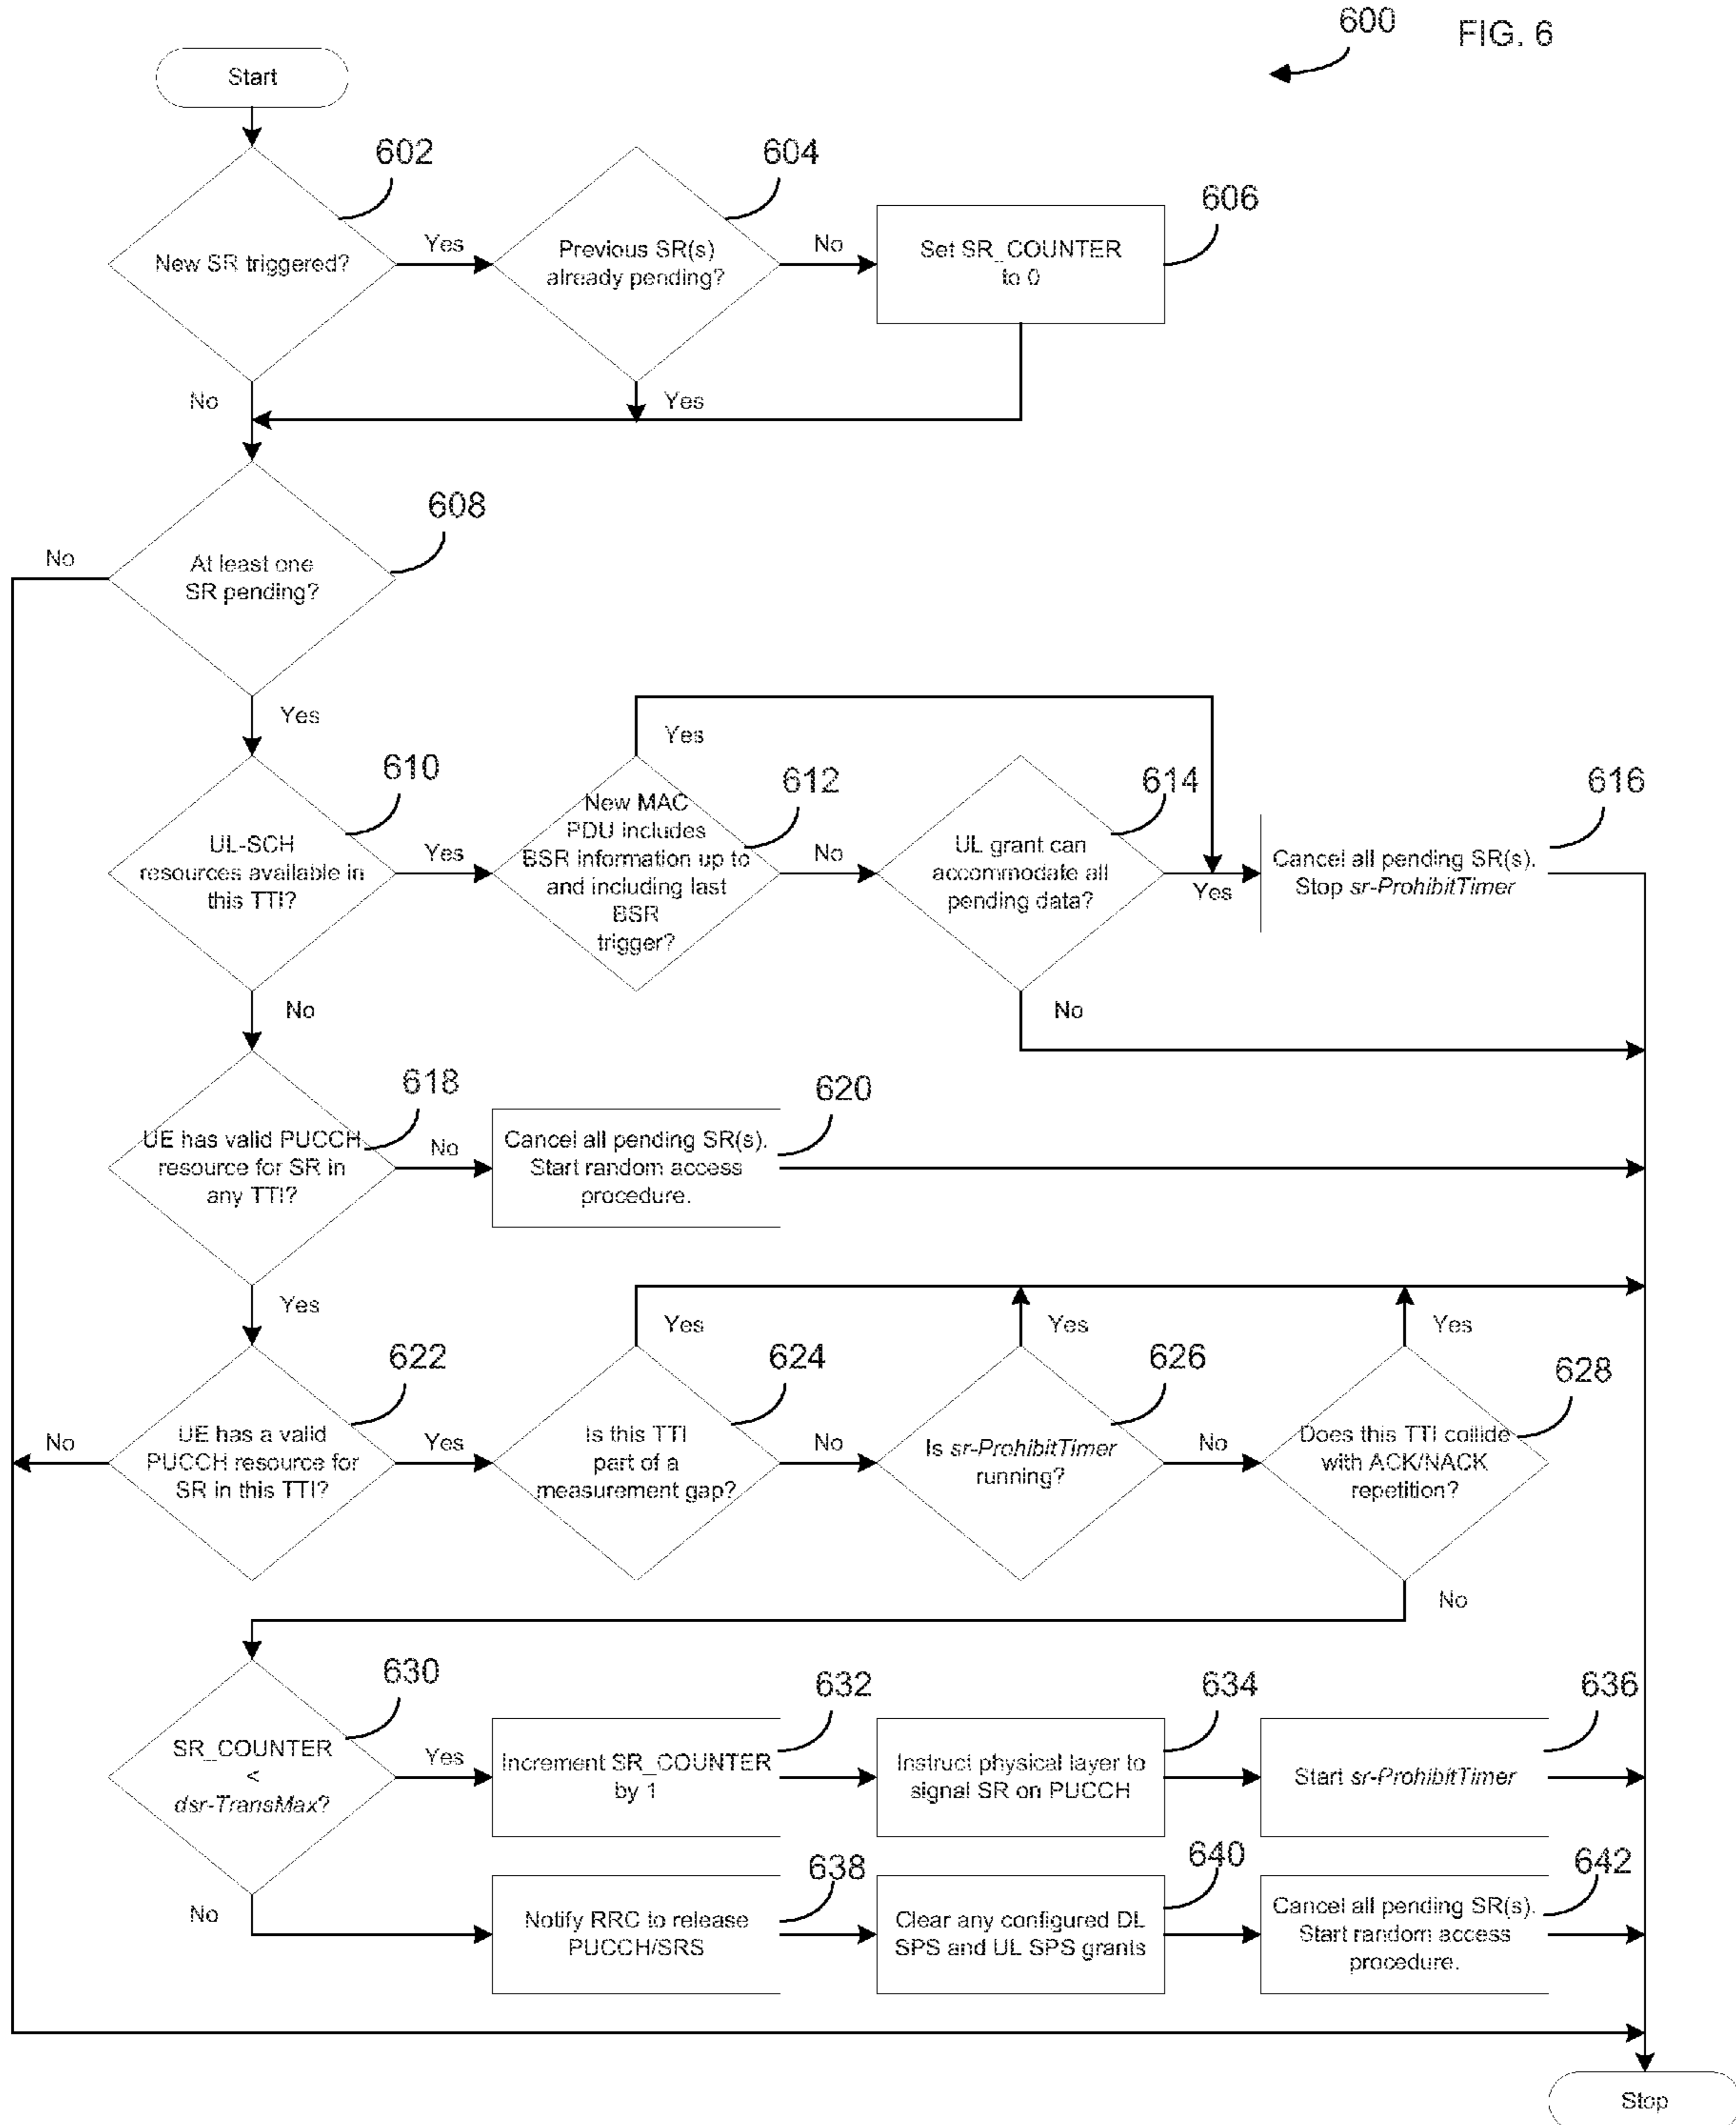 600
FIG. 6
Start
602
604
606
New SR triggered?
Yes
Previous SR(s)
already pending?
No
Set SR_COUNTER
to 0
No
Yes
608
No
At least one
SR pending?
Yes
610
UL-SCH
resources available in
this TTI?
Yes
Yes
612
New MAC
PDU includes
BSR information up to
and including last
BSR
trigger?
No
614
UL grant can
accommodate all
pending data?
Yes
616
Cancel all pending SR(s).
Stop sr-ProhibitTimer
No
No
618
UE has valid PUCCH
resource for SR in
any TTI?
No
620
Cancel all pending SR(s).
Start random access
procedure.
Yes
Yes
Yes
Yes
622
624
626
628
No
UE has a valid
PUCCH resource for
SR in this TTI?
Yes
Is this TTI
part of a
measurement gap?
No
Is sr-ProhibitTimer
running?
No
Does this TTI collide
with ACK/NACK
repetition?
No
630
632
634
636
SR_COUNTER
<
dsr-TransMax?
Yes
Increment SR_COUNTER
by 1
Instruct physical layer to
signal SR on PUCCH
Start sr-ProhibitTimer
638
640
642
No
Notify RRC to release
PUCCH/SRS
Clear any configured DL
SPS and UL SPS grants
Cancel all pending SR(s).
Start random access
procedure.
Stop